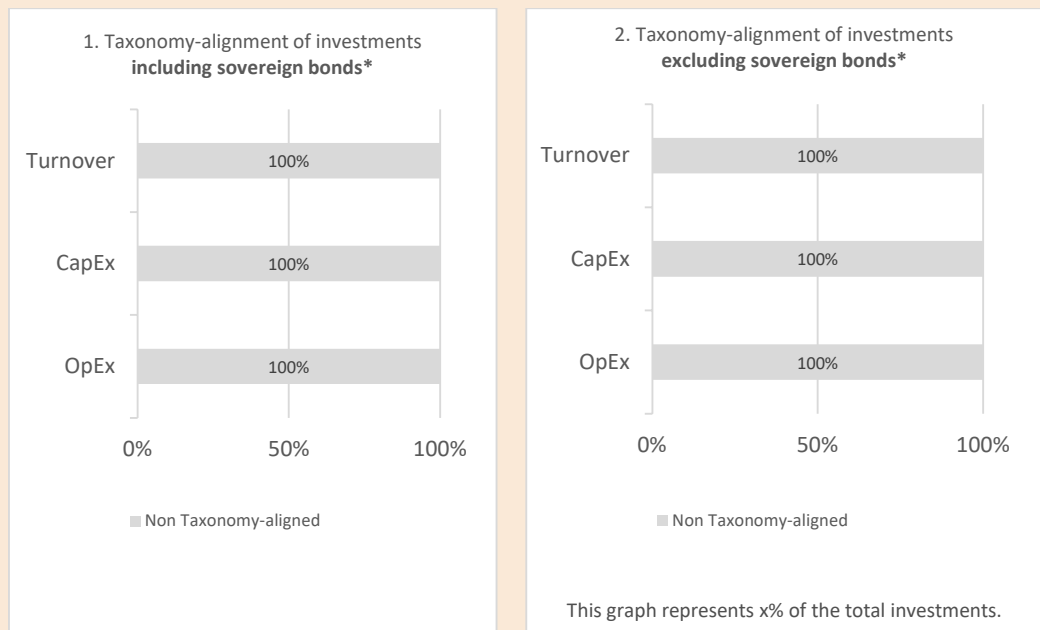 1. Taxonomy-alignment of investments
including sovereign bonds*
Turnover
100%
CapEx
100%
OpEx
100%
0% 50% 100%
Non Taxonomy-aligned
2. Taxonomy-alignment of investments
excluding sovereign bonds*
Turnover
100%
CapEx
100%
OpEx
100%
0% 50% 100%
Non Taxonomy-aligned
This graph represents x% of the total investments.